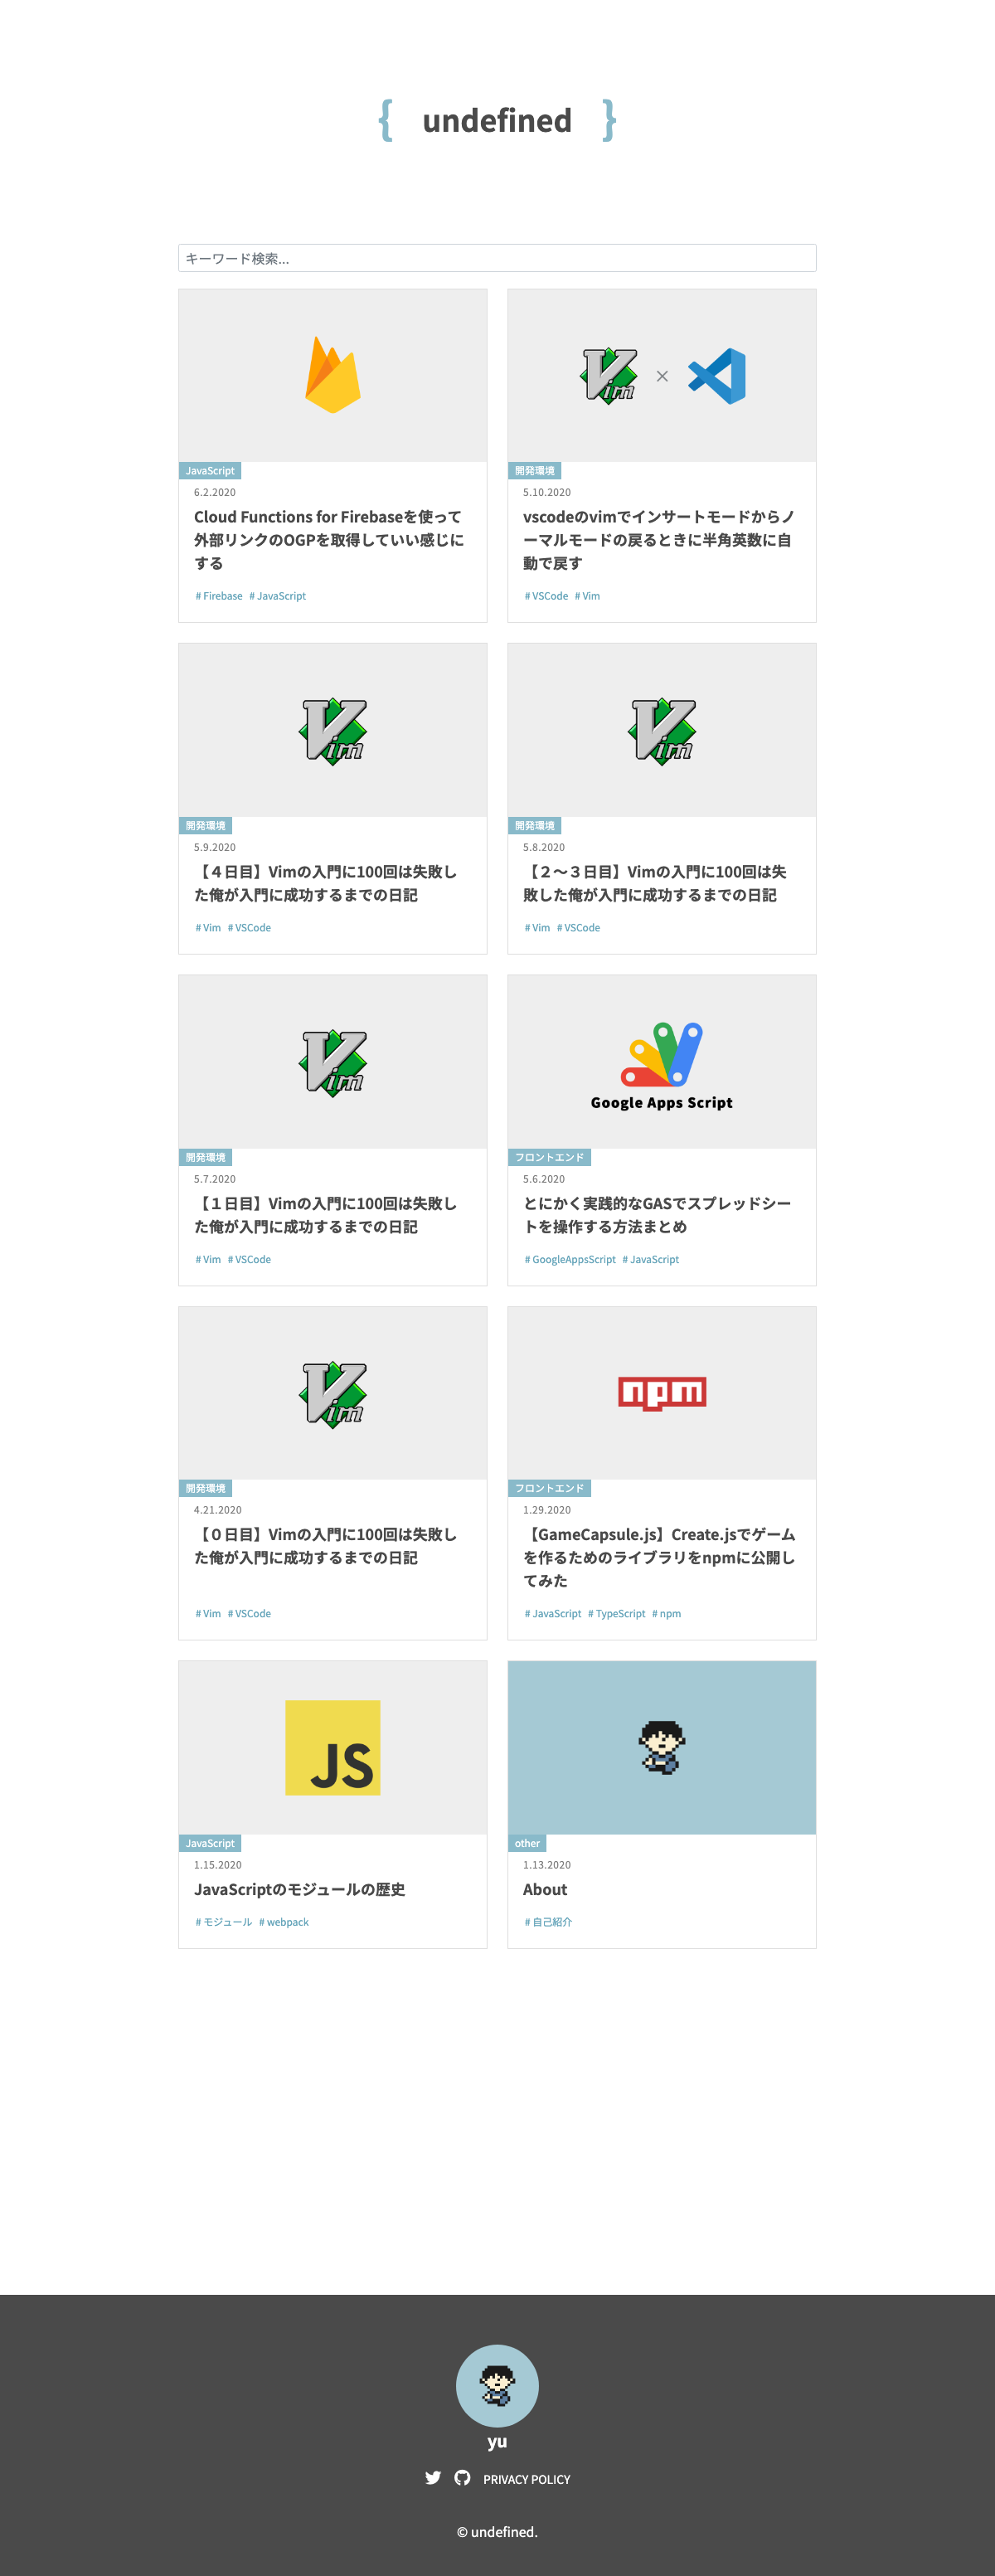 { undefined }
キーワード検索...
JavaScript
6.2.2020
Cloud Functions for Firebaseを使って
外部リンクのOGPを取得していい感じに
する
# Firebase # JavaScript
Vim × 
開発環境
5.10.2020
vscodeのvimでインサートモードからノ
ーマルモードの戻るときに半角英数に自
動で戻す
# VSCode # Vim
Vim
開発環境
5.9.2020
【４日目】Vimの入門に100回は失敗し
た俺が入門に成功するまでの日記
# Vim # VSCode
Vim
開発環境
5.8.2020
【２〜３日目】Vimの入門に100回は失
敗した俺が入門に成功するまでの日記
# Vim # VSCode
Vim
開発環境
5.7.2020
【１日目】Vimの入門に100回は失敗し
た俺が入門に成功するまでの日記
# Vim # VSCode
Google Apps Script
フロントエンド
5.6.2020
とにかく実践的なGASでスプレッドシー
トを操作する方法まとめ
# GoogleAppsScript # JavaScript
Vim
開発環境
4.21.2020
【０日目】Vimの入門に100回は失敗し
た俺が入門に成功するまでの日記
# Vim # VSCode
npm
フロントエンド
1.29.2020
【GameCapsule.js】Create.jsでゲーム
を作るためのライブラリをnpmに公開し
てみた
# JavaScript # TypeScript # npm
JS
JavaScript
1.15.2020
JavaScriptのモジュールの歴史
# モジュール # webpack
other
1.13.2020
About
# 自己紹介
yu
PRIVACY POLICY
© undefined.